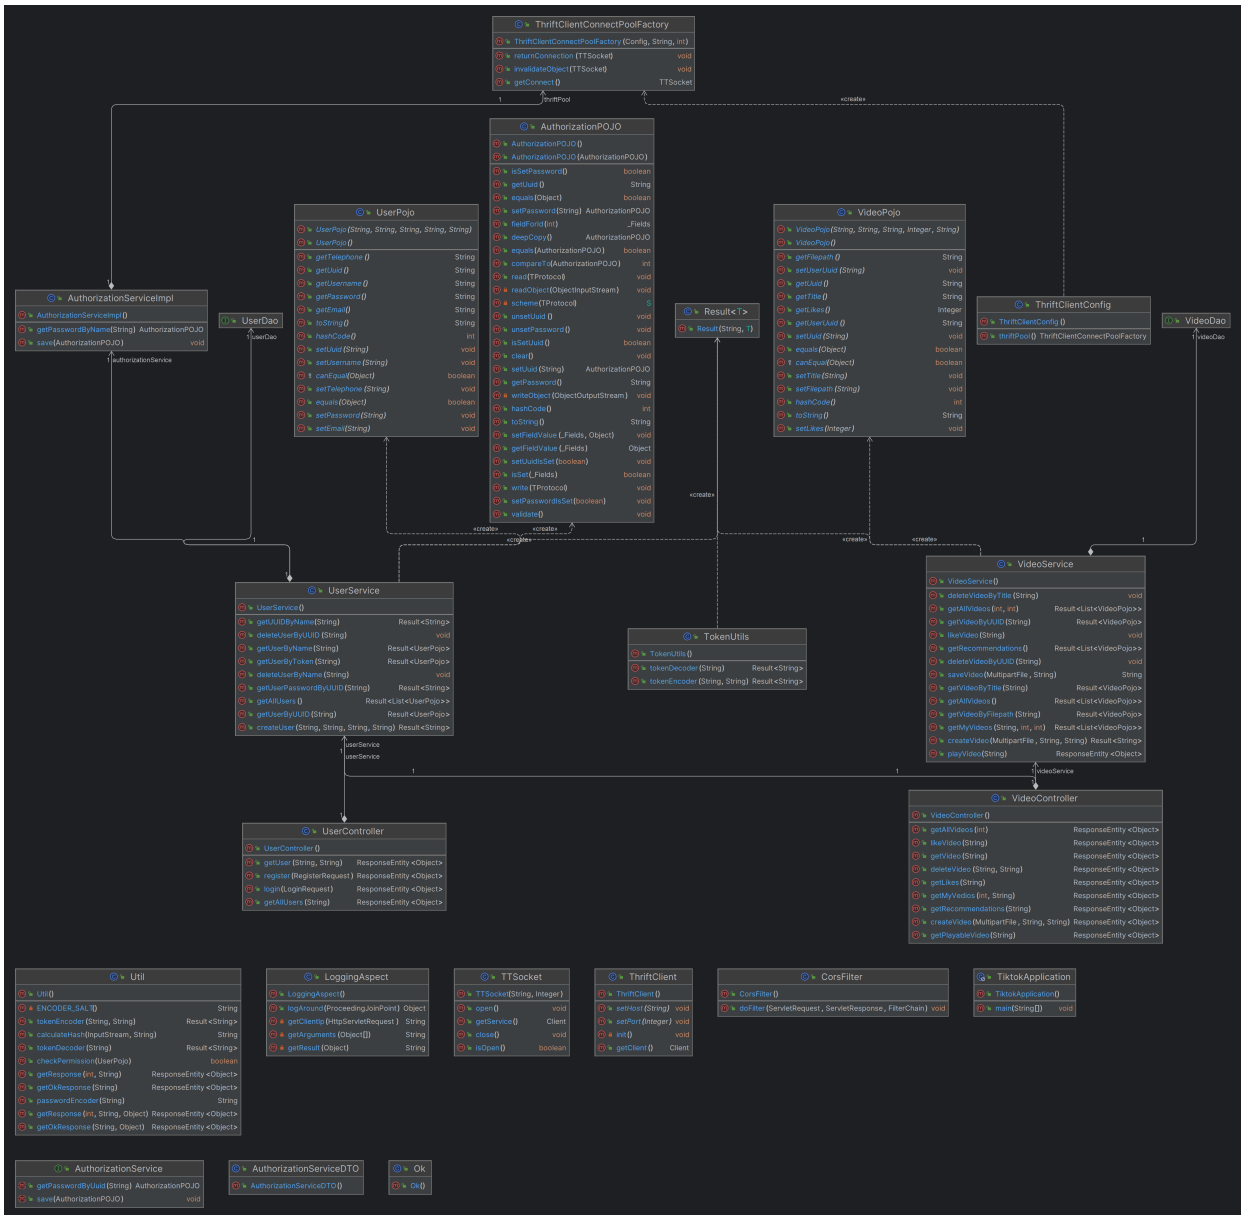 ThriftClientConnectPoolFactory
ThriftClientConnectPoolFactory(Config, String, int)
returnConnection(TTSocket) void
invalidateObject(TTSocket) void
getConnect() TTSocket
1
thriftPool
«create»
AuthorizationPOJO
AuthorizationPOJO()
AuthorizationPOJO(AuthorizationPOJO)
isSetPassword() boolean
getUuid() String
equals(Object) boolean
setPassword(String) AuthorizationPOJO
fieldForId(int) _Fields
deepCopy() AuthorizationPOJO
equals(AuthorizationPOJO) boolean
compareTo(AuthorizationPOJO) int
read(TProtocol) void
readObject(ObjectInputStream) void
scheme(TProtocol) S
unsetUuid() void
unsetPassword() void
isSetUuid() boolean
clear() void
setUuid(String) AuthorizationPOJO
getPassword() String
writeObject(ObjectOutputStream) void
hashCode() int
toString() String
setFieldValue(_Fields, Object) void
getFieldValue(_Fields) Object
setUuidIsSet(boolean) void
isSet(_Fields) boolean
write(TProtocol) void
setPasswordIsSet(boolean) void
validate() void
UserPojo
UserPojo(String, String, String, String, String)
UserPojo()
getTelephone() String
getUuid() String
getUsername() String
getPassword() String
getEmail() String
toString() String
hashCode() int
setUuid(String) void
setUsername(String) void
canEqual(Object) boolean
setTelephone(String) void
equals(Object) boolean
setPassword(String) void
setEmail(String) void
VideoPojo
VideoPojo(String, String, String, Integer, String)
VideoPojo()
getFilepath() String
setUserUuid(String) void
getUuid() String
getTitle() String
getLikes() Integer
getUserUuid() String
setUuid(String) void
equals(Object) boolean
canEqual(Object) boolean
setTitle(String) void
setFilepath(String) void
hashCode() int
toString() String
setLikes(Integer) void
1
AuthorizationServiceImpl
AuthorizationServiceImpl()
getPasswordByName(String) AuthorizationPOJO
save(AuthorizationPOJO) void
1 authorizationService
UserDao
1 userDao
Result<T>
Result(String, T)
ThriftClientConfig
ThriftClientConfig()
thriftPool() ThriftClientConnectPoolFactory
VideoDao
1
videoDao
«create»
«create»
«create»
«create»
«create»
«create»
1
1
1
1
UserService
UserService()
getUUIDByName(String) Result<String>
deleteUserByUUID(String) void
getUserByName(String) Result<UserPojo>
getUserByToken(String) Result<UserPojo>
deleteUserByName(String) void
getUserPasswordByUUID(String) Result<String>
getAllUsers() Result<List<UserPojo>>
getUserByUUID(String) Result<UserPojo>
createUser(String, String, String, String) Result<String>
TokenUtils
TokenUtils()
tokenDecoder(String) Result<String>
tokenEncoder(String, String) Result<String>
VideoService
VideoService()
deleteVideoByTitle(String) void
getAllVideos(int, int) Result<List<VideoPojo>>
getVideoByUUID(String) Result<VideoPojo>
likeVideo(String) void
getRecommendations() Result<List<VideoPojo>>
deleteVideoByUUID(String) void
saveVideo(MultipartFile, String) String
getVideoByTitle(String) Result<VideoPojo>
getAllVideos() Result<List<VideoPojo>>
getVideoByFilepath(String) Result<VideoPojo>
getMyVideos(String, int, int) Result<List<VideoPojo>>
createVideo(MultipartFile, String, String) Result<String>
playVideo(String) ResponseEntity<Object>
userService
1
userService
1
1
1 videoService
1
1
UserController
UserController()
getUser(String, String) ResponseEntity<Object>
register(RegisterRequest) ResponseEntity<Object>
login(LoginRequest) ResponseEntity<Object>
getAllUsers(String) ResponseEntity<Object>
VideoController
VideoController()
getAllVideos(int) ResponseEntity<Object>
likeVideo(String) ResponseEntity<Object>
getVideo(String) ResponseEntity<Object>
deleteVideo(String, String) ResponseEntity<Object>
getLikes(String) ResponseEntity<Object>
getMyVedios(int, String) ResponseEntity<Object>
getRecommendations(String) ResponseEntity<Object>
createVideo(MultipartFile, String, String) ResponseEntity<Object>
getPlayableVideo(String) ResponseEntity<Object>
Util
Util()
ENCODER_SALT() String
tokenEncoder(String, String) Result<String>
calculateHash(InputStream, String) String
tokenDecoder(String) Result<String>
checkPermission(UserPojo) boolean
getResponse(int, String) ResponseEntity<Object>
getOkResponse(String) ResponseEntity<Object>
passwordEncoder(String) String
getResponse(int, String, Object) ResponseEntity<Object>
getOkResponse(String, Object) ResponseEntity<Object>
LoggingAspect
LoggingAspect()
logAround(ProceedingJoinPoint) Object
getClientIp(HttpServletRequest) String
getArguments(Object[]) String
getResult(Object) String
TTSocket
TTSocket(String, Integer)
open() void
getService() Client
close() void
isOpen() boolean
ThriftClient
ThriftClient()
setHost(String) void
setPort(Integer) void
init() void
getClient() Client
CorsFilter
CorsFilter()
doFilter(ServletRequest, ServletResponse, FilterChain) void
TiktokApplication
TiktokApplication()
main(String[]) void
AuthorizationService
getPasswordByUuid(String) AuthorizationPOJO
save(AuthorizationPOJO) void
AuthorizationServiceDTO
AuthorizationServiceDTO()
Ok
Ok()